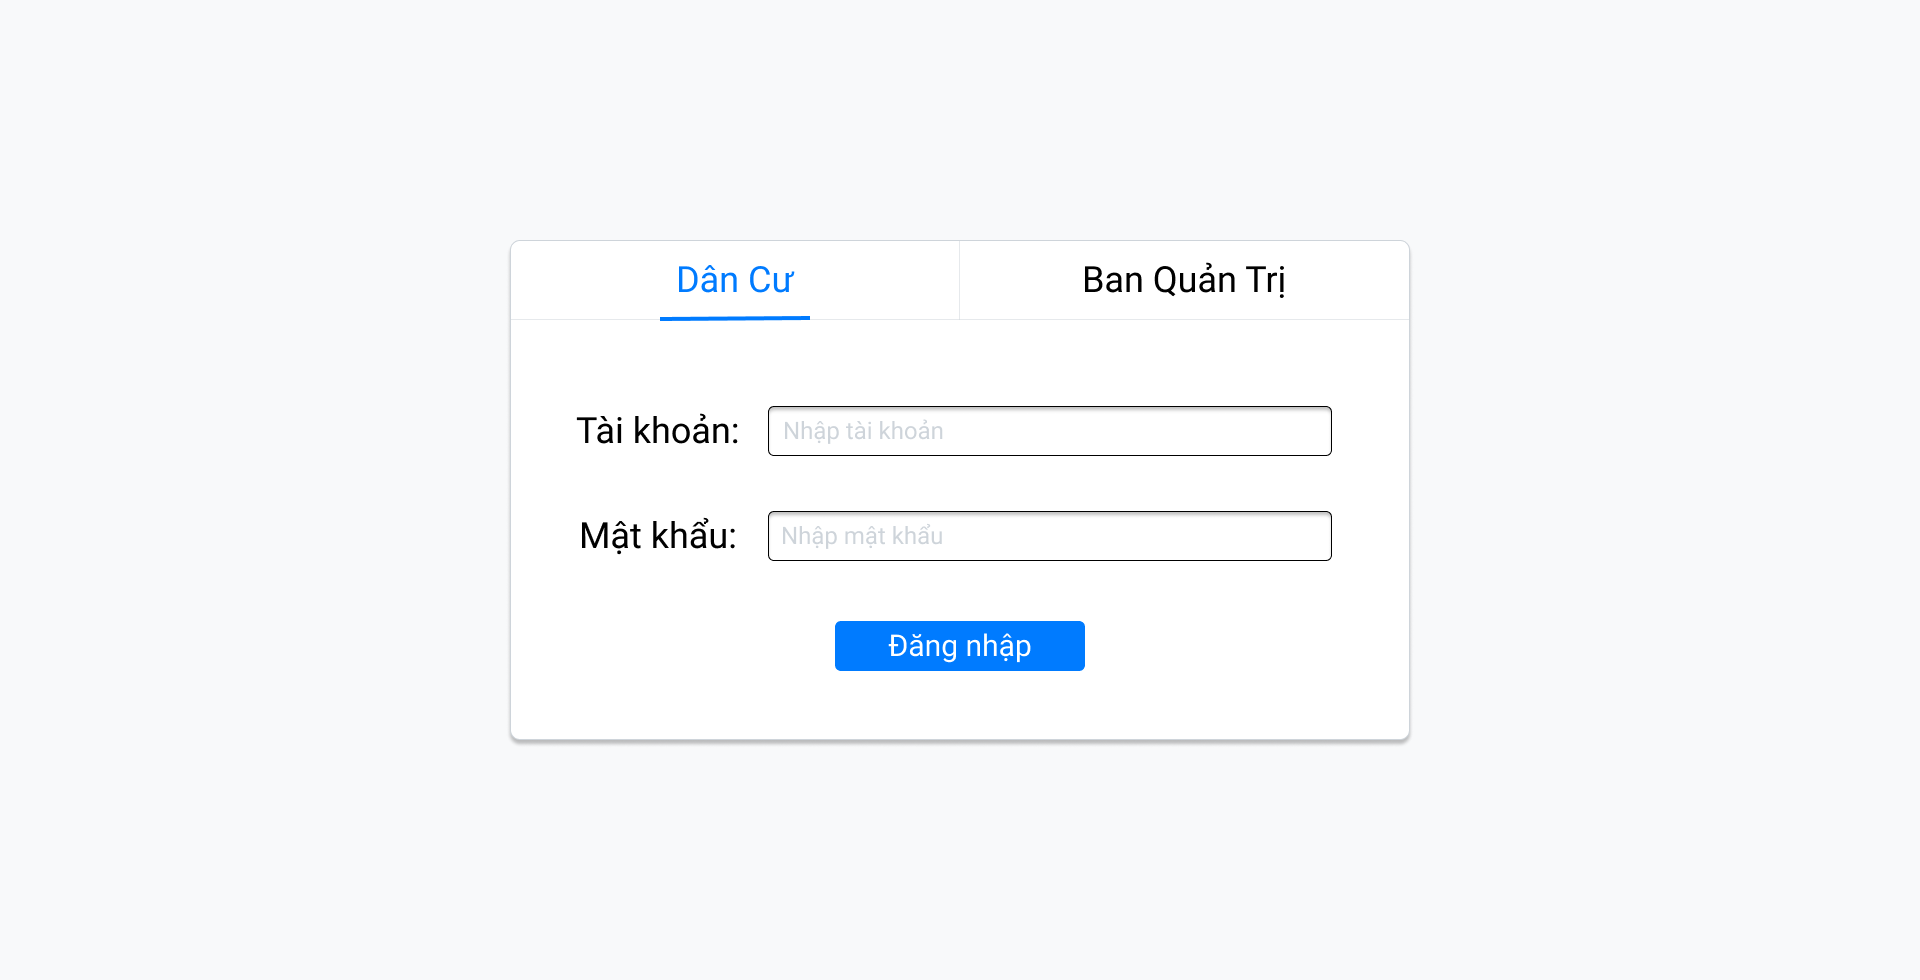 Dân Cư
Ban Quản Trị
Tài khoản:
Nhập tài khoản
Mật khẩu:
Nhập mật khẩu
Đăng nhập